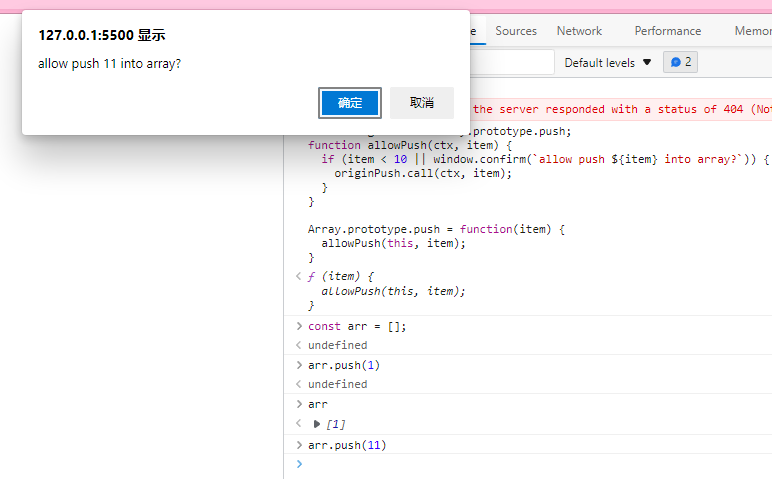 127.0.0.1:5500 显示
allow push 11 into array?
确定
取消
e Sources Network Performance Memor
Default levels ▼ 2
the server responded with a status of 404 (Not
.prototype.push;
function allowPush(ctx, item) {
if (item < 10 || window.confirm(`allow push ${item} into array?`)) {
originPush.call(ctx, item);
}
}
Array.prototype.push = function(item) {
allowPush(this, item);
}
ƒ (item) {
allowPush(this, item);
}
const arr = [];
undefined
arr.push(1)
undefined
arr
[1]
arr.push(11)